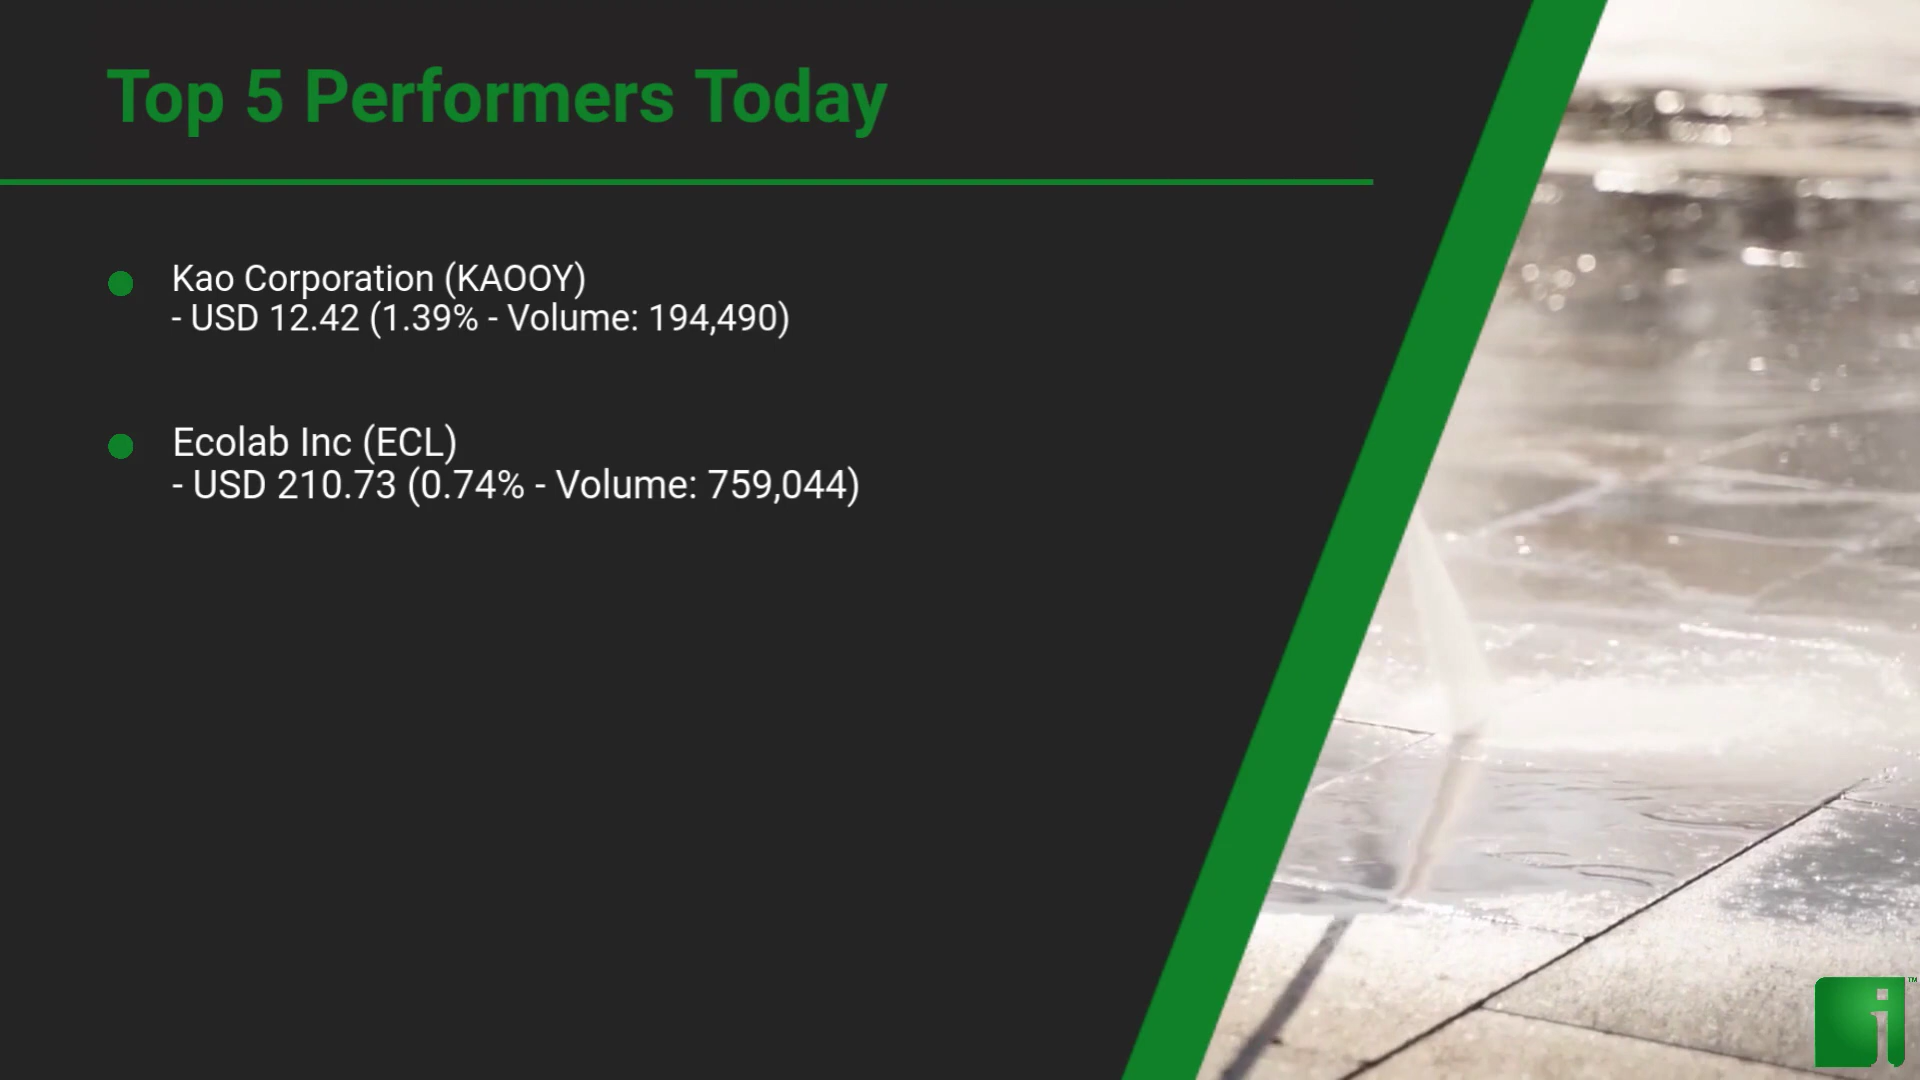 Top 5 Performers Today
Kao Corporation (KAOOY)
- USD 12.42 (1.39% - Volume: 194,490)
Ecolab Inc (ECL)
- USD 210.73 (0.74% - Volume: 759,044)
i
TM